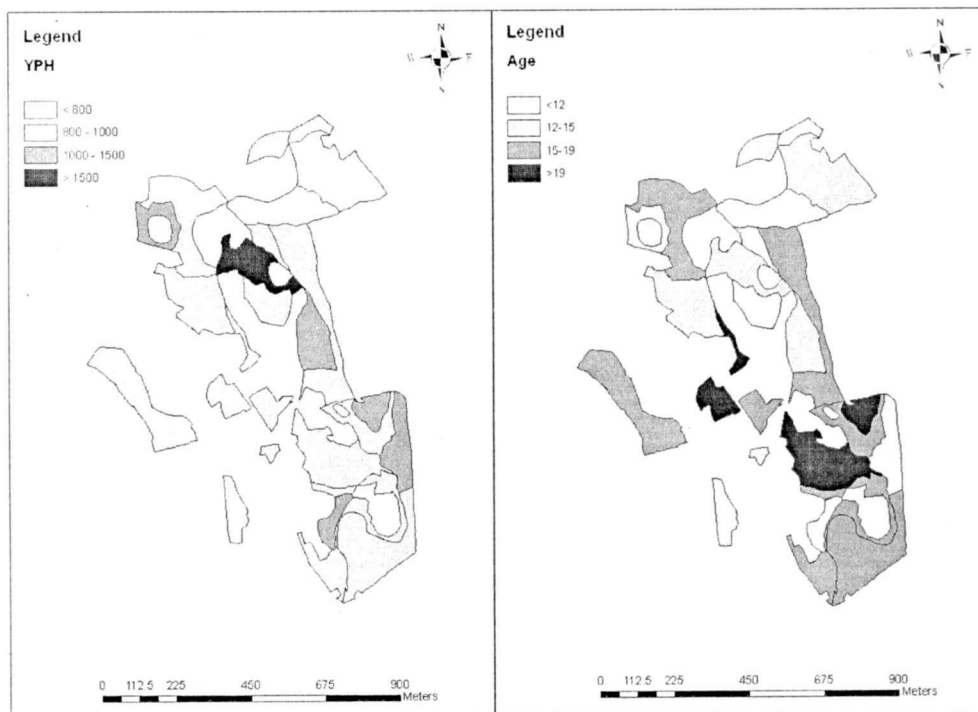 Legend
YPH
< 800
800 - 1000
1000 - 1500
> 1500
N
W
E
0 112.5 225 450 675 900
Meters
Legend
Age
<12
12-15
15-19
>19
N
W
E
0 112.5 225 450 675 900
Meters